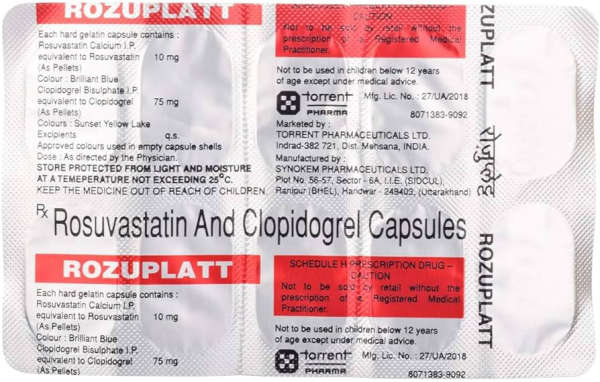 ROZUPLATT
Each hard gelatin capsule contains :
Rosuvastatin Calcium I.P.
equivalent to Rosuvastatin 10 mg
(As Pellets)
Colour : Brilliant Blue
Clopidogrel Bisulphate I.P.
equivalent to Clopidogrel 75 mg
(As Pellets)
Colours : Sunset Yellow Lake
Excipients q.s.
Approved colours used in empty capsule shells
Dose : As directed by the Physician.
STORE PROTECTED FROM LIGHT AND MOISTURE
AT A TEMEPERATURE NOT EXCEEDING 25°C.
KEEP THE MEDICINE OUT OF REACH OF CHILDREN.
CAUTION
Not to be sold by retail without the
prescription of a Registered Medical
Practitioner.
Not to be used in children below 12 years
of age except under medical advice.
torrent
PHARMA
Mfg. Lic. No. : 27/UA/2018
8071383-9092
Marketed by :
TORRENT PHARMACEUTICALS LTD.
Indrad-382 721, Dist. Mehsana, INDIA.
Manufactured by :
SYNOKEM PHARMACEUTICALS LTD.
Plot No. 56-57, Sector - 6A, I.I.E. (SIDCUL),
Ranipur (BHEL), Haridwar - 249403, (Uttarakhand)
ROZUPLATT
Rx Rosuvastatin And Clopidogrel Capsules
ROZUPLATT
Each hard gelatin capsule contains :
Rosuvastatin Calcium I.P.
equivalent to Rosuvastatin 10 mg
(As Pellets)
Colour : Brilliant Blue
Clopidogrel Bisulphate I.P.
equivalent to Clopidogrel 75 mg
(As Pellets)
SCHEDULE H PRESCRIPTION DRUG –
CAUTION
Not to be sold by retail without the
prescription of a Registered Medical
Practitioner.
Not to be used in children below 12 years
of age except under medical advice.
torrent
PHARMA
Mfg. Lic. No. : 27/UA/2018
8071383-9092
ROZUPLATT